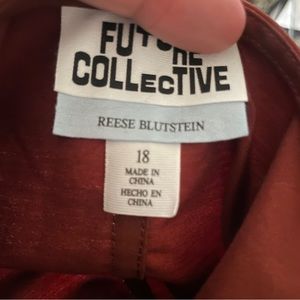 FUTURE
COLLECTIVE
REESE BLUTSTEIN
18
MADE IN
CHINA
HECHO EN
CHINA